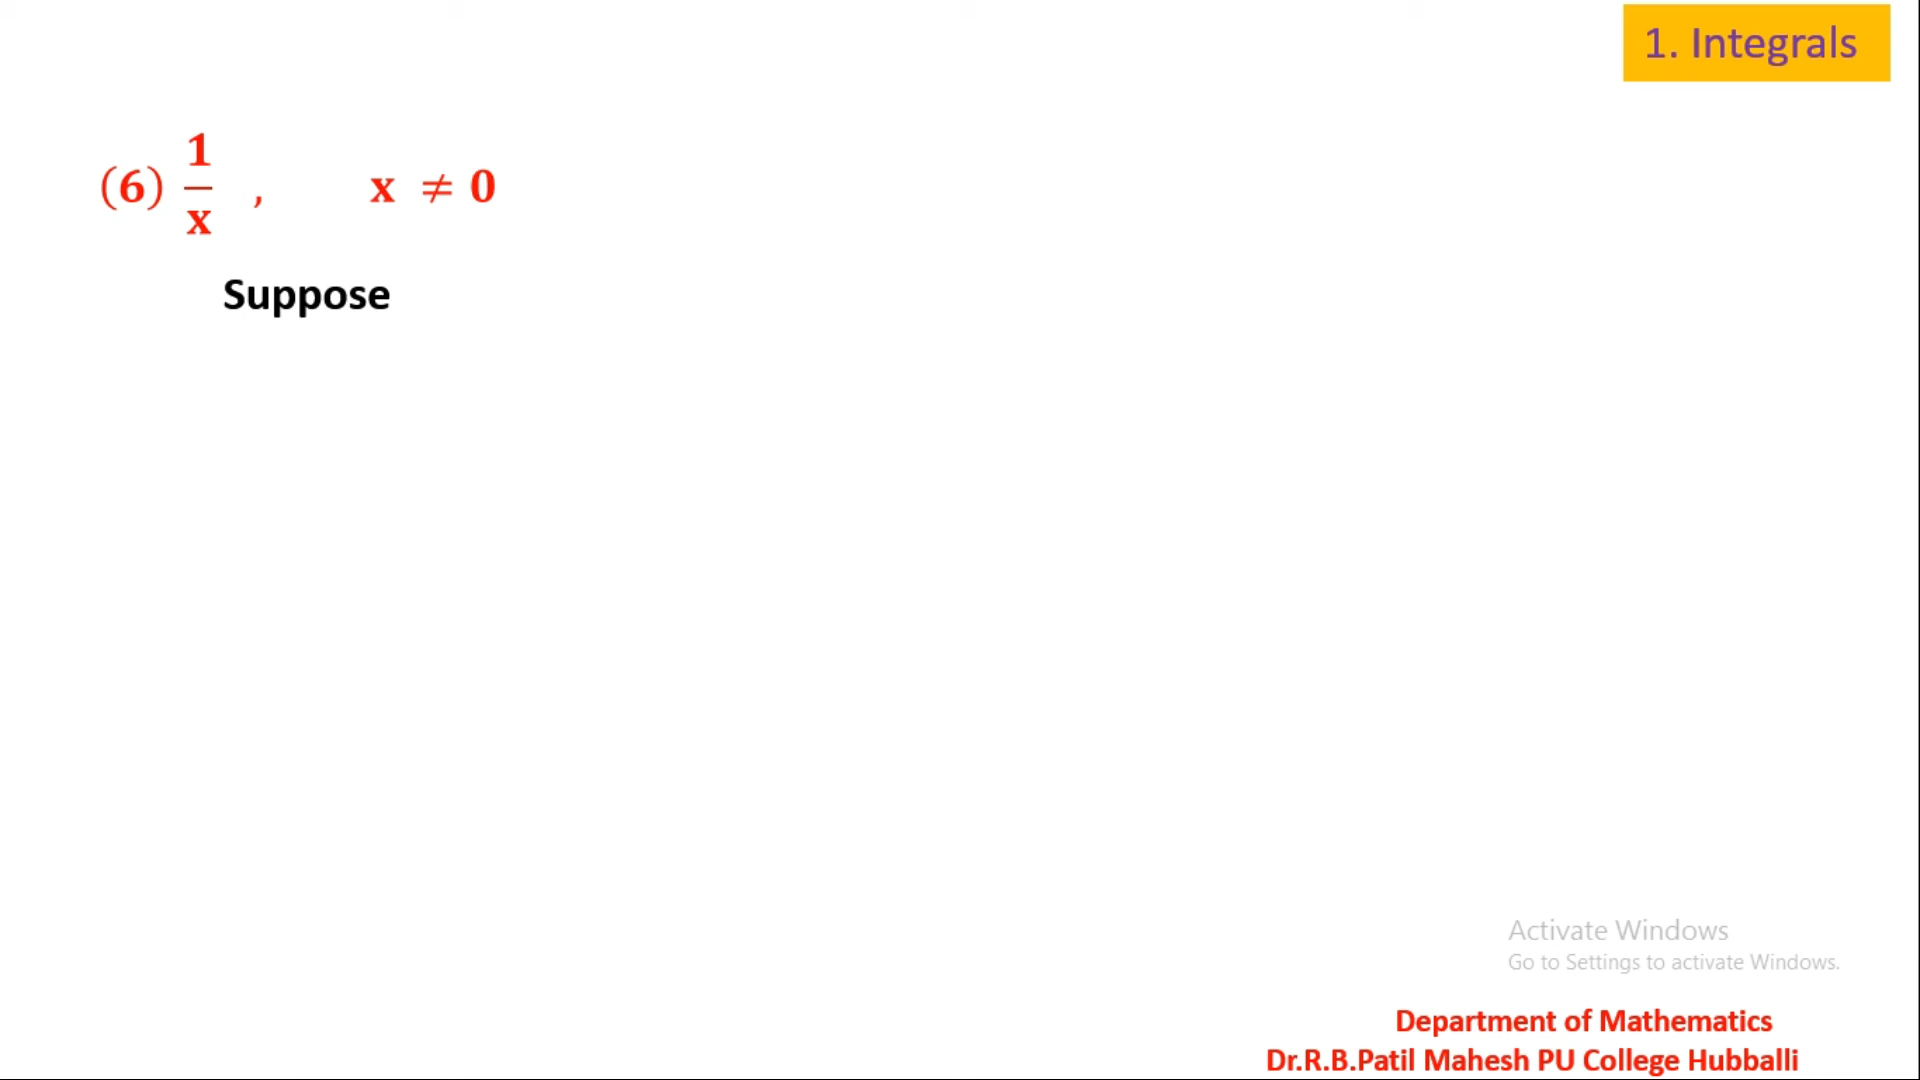 1. Integrals
(6) 1/x , x ≠ 0
Suppose
Activate Windows
Go to Settings to activate Windows.
Department of Mathematics
Dr.R.B.Patil Mahesh PU College Hubballi